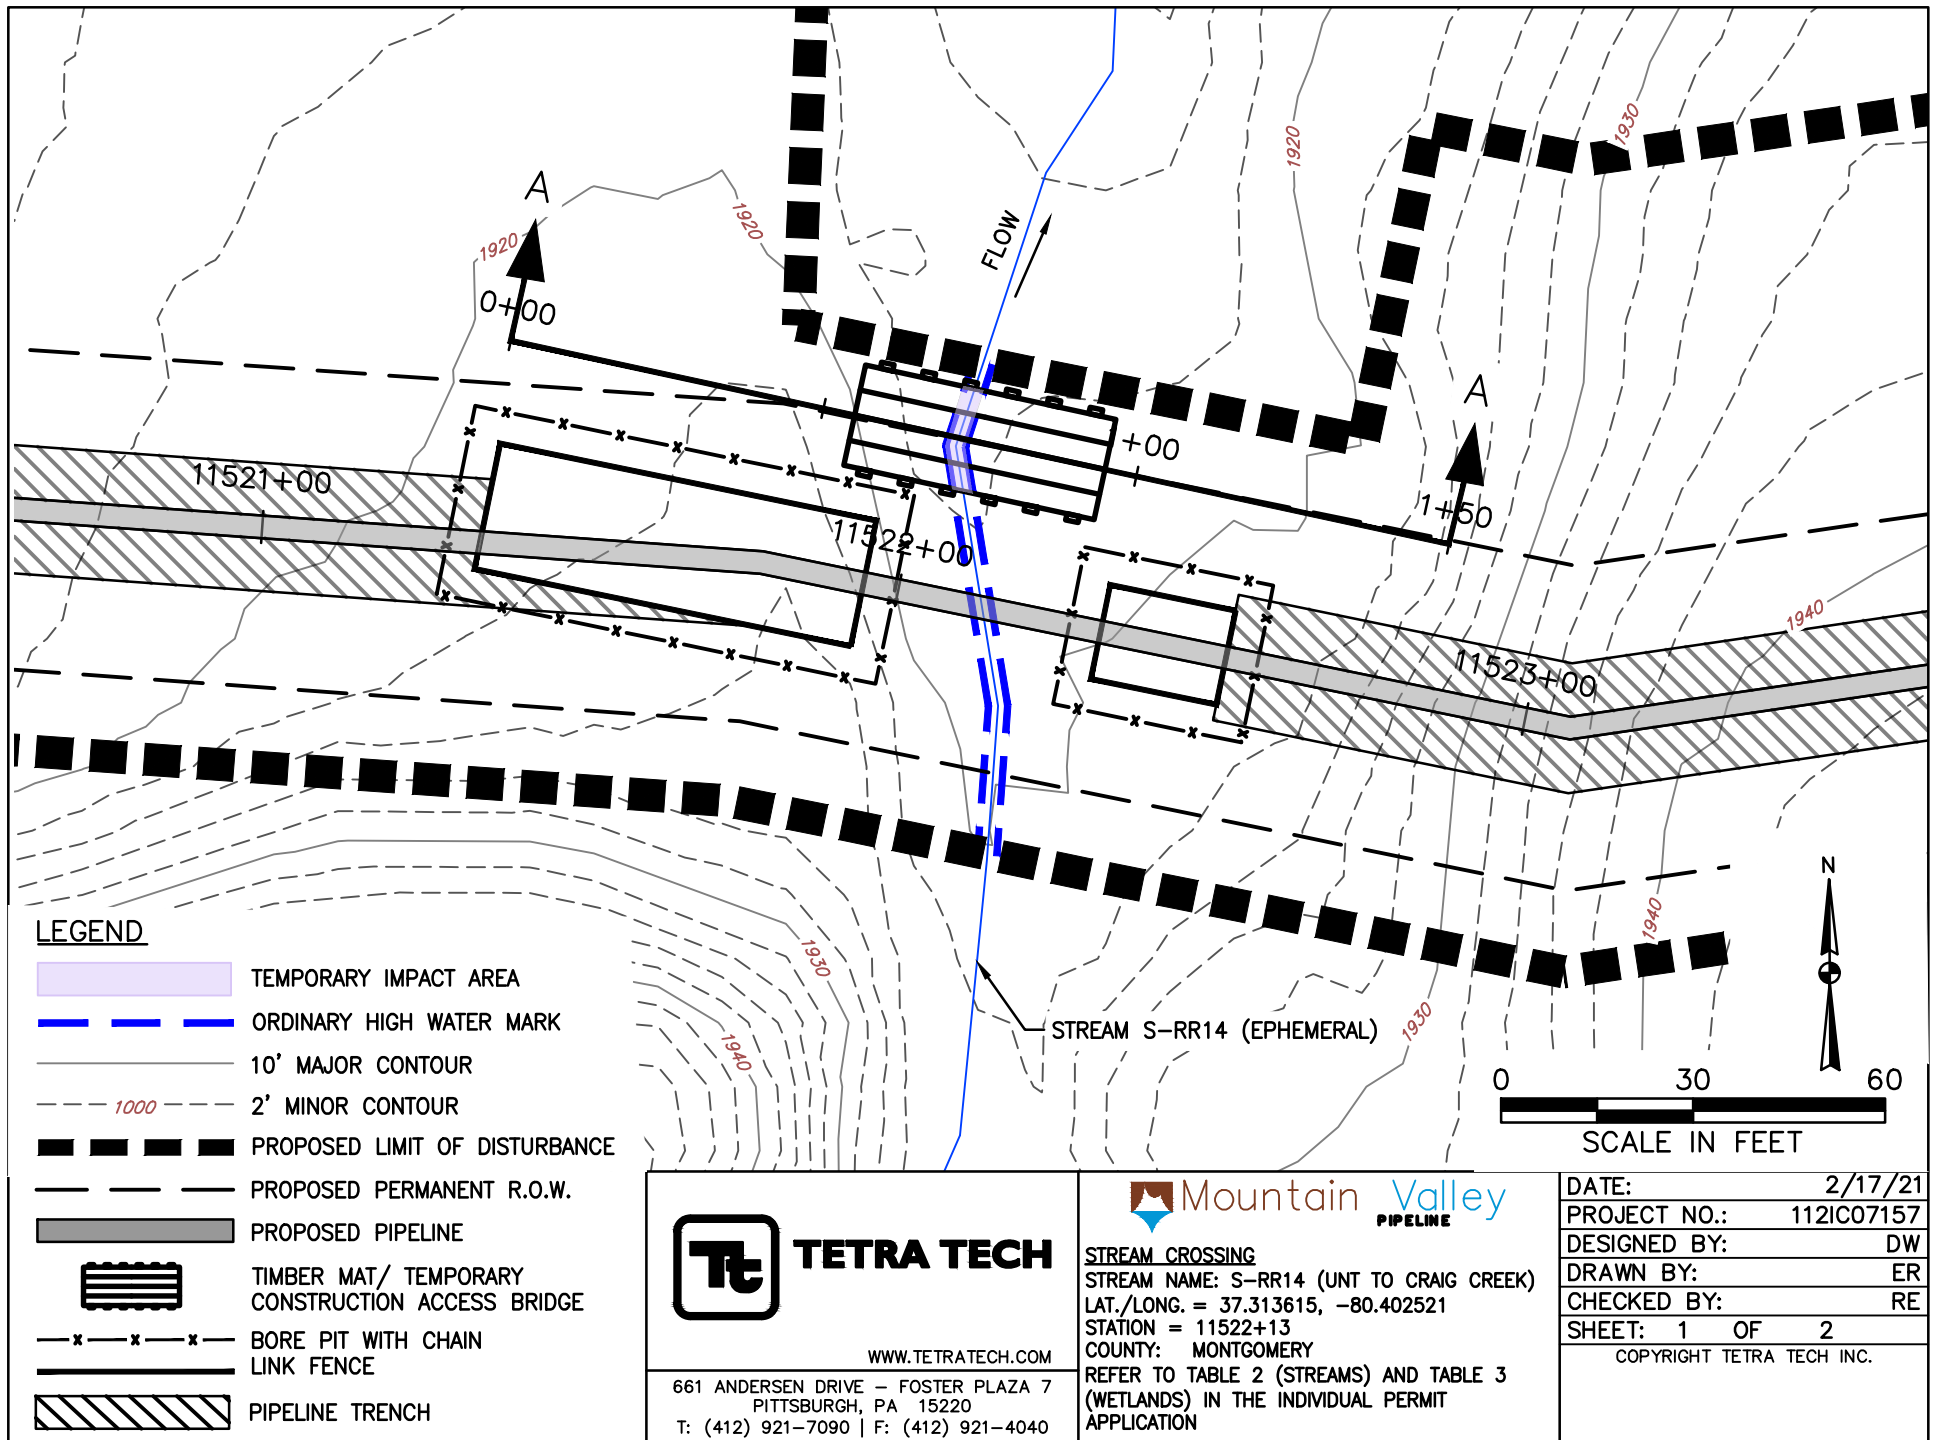 1920
1930
A
1920
1920
FLOW
0+00
A
+00
1+50
11521+00
11522+00
1940
11523+00
N
1940
1930
1930
1940
STREAM S-RR14 (EPHEMERAL)
0 30 60
SCALE IN FEET
LEGEND
TEMPORARY IMPACT AREA
ORDINARY HIGH WATER MARK
10' MAJOR CONTOUR
1000 2' MINOR CONTOUR
PROPOSED LIMIT OF DISTURBANCE
PROPOSED PERMANENT R.O.W.
PROPOSED PIPELINE
TIMBER MAT/ TEMPORARY
CONSTRUCTION ACCESS BRIDGE
BORE PIT WITH CHAIN
LINK FENCE
PIPELINE TRENCH
Tt TETRA TECH
WWW.TETRATECH.COM
661 ANDERSEN DRIVE – FOSTER PLAZA 7
PITTSBURGH, PA 15220
T: (412) 921-7090 | F: (412) 921-4040
Mountain Valley
PIPELINE
STREAM CROSSING
STREAM NAME: S-RR14 (UNT TO CRAIG CREEK)
LAT./LONG. = 37.313615, -80.402521
STATION = 11522+13
COUNTY: MONTGOMERY
REFER TO TABLE 2 (STREAMS) AND TABLE 3
(WETLANDS) IN THE INDIVIDUAL PERMIT
APPLICATION
DATE: 2/17/21
PROJECT NO.: 112IC07157
DESIGNED BY: DW
DRAWN BY: ER
CHECKED BY: RE
SHEET: 1 OF 2
COPYRIGHT TETRA TECH INC.